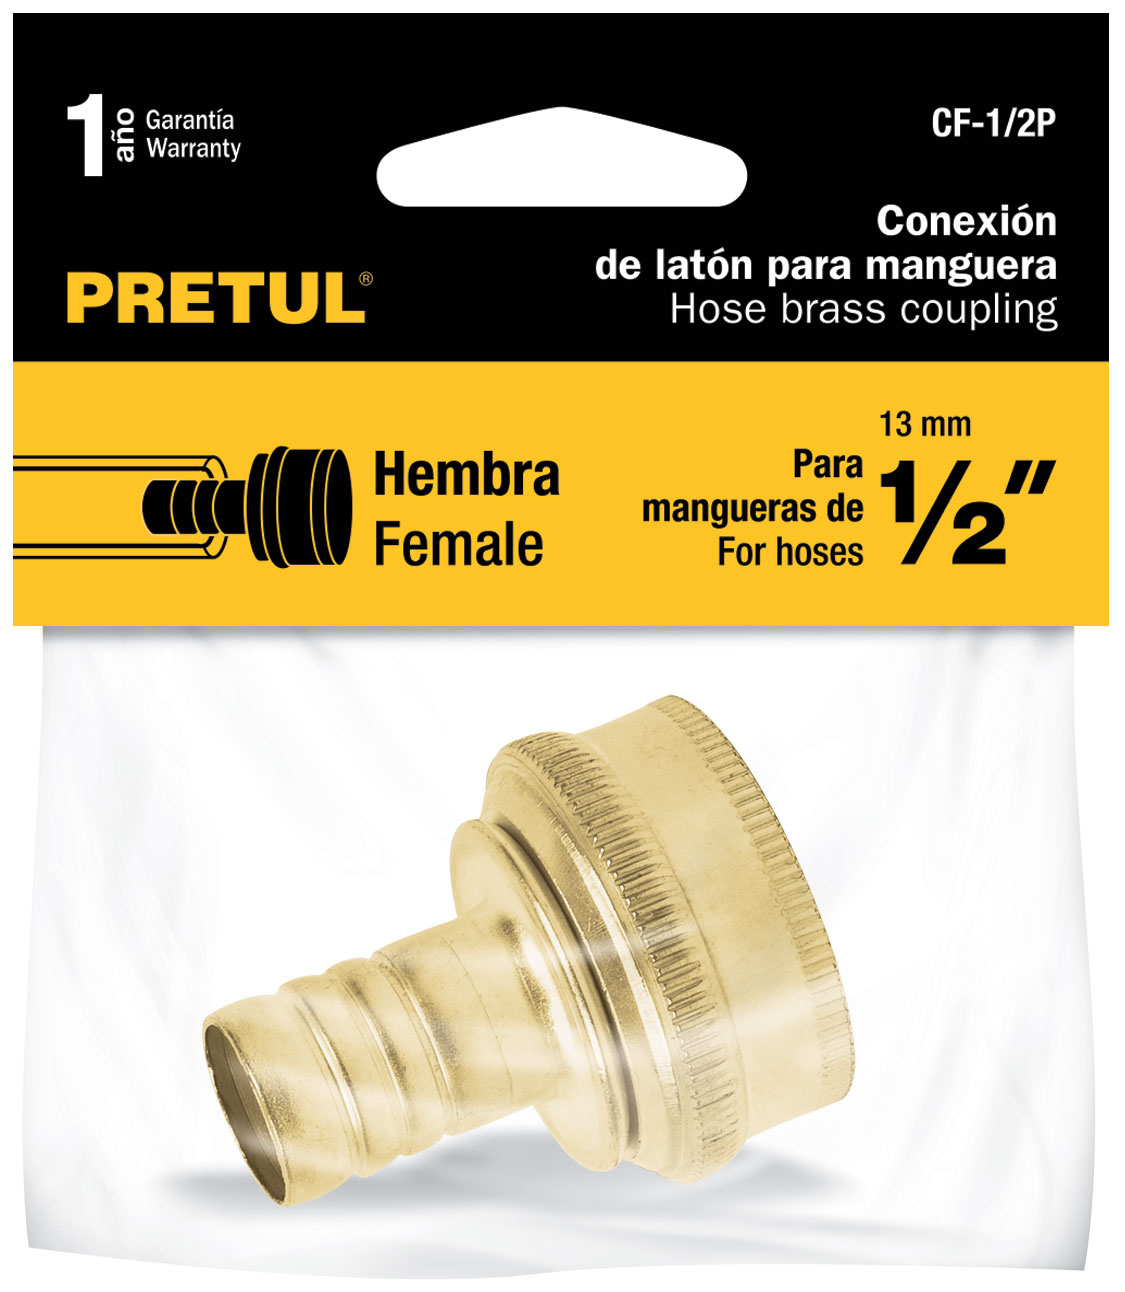 1 año Garantía
Warranty
CF-1/2P
PRETUL®
Conexión
de latón para manguera
Hose brass coupling
Hembra
Female
13 mm
Para
mangueras de
For hoses
1/2"